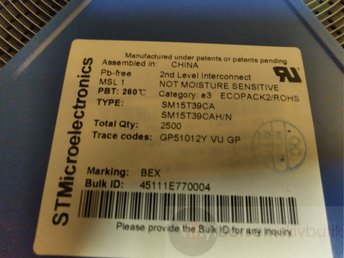 Manufactured under patents or patents pending
Assembled in: CHINA
Pb-free 2nd Level Interconnect
MSL 1 NOT MOISTURE SENSITIVE
PBT: 260℃ Category: e3 ECOPACK2/ROHS
TYPE: SM15T39CA
SM15T39CAH/N
Total Qty: 2500
Trace codes: GP51012Y VU GP
Marking: BEX
Bulk ID: 45111E770004
Please provide the Bulk ID for any inquiry
STMicroelectronics